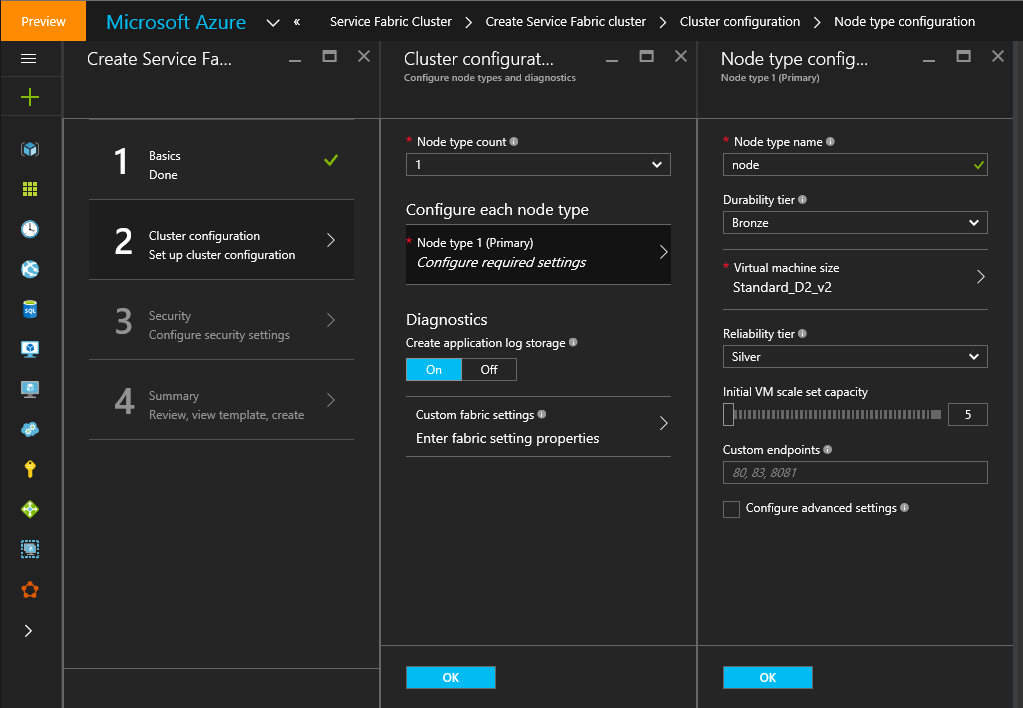 Preview
Microsoft Azure
«
Service Fabric Cluster > Create Service Fabric cluster > Cluster configuration > Node type configuration
Create Service Fa...
1
Basics
Done
2
Cluster configuration
Set up cluster configuration
3
Security
Configure security settings
4
Summary
Review, view template, create
SQL
Cluster configurat...
Configure node types and diagnostics
* Node type count
1
Configure each node type
* Node type 1 (Primary)
Configure required settings
Diagnostics
Create application log storage
On Off
Custom fabric settings
Enter fabric setting properties
OK
Node type config...
Node type 1 (Primary)
* Node type name
node
Durability tier
Bronze
* Virtual machine size
Standard_D2_v2
Reliability tier
Silver
Initial VM scale set capacity
5
Custom endpoints
80, 83, 8081
Configure advanced settings
OK